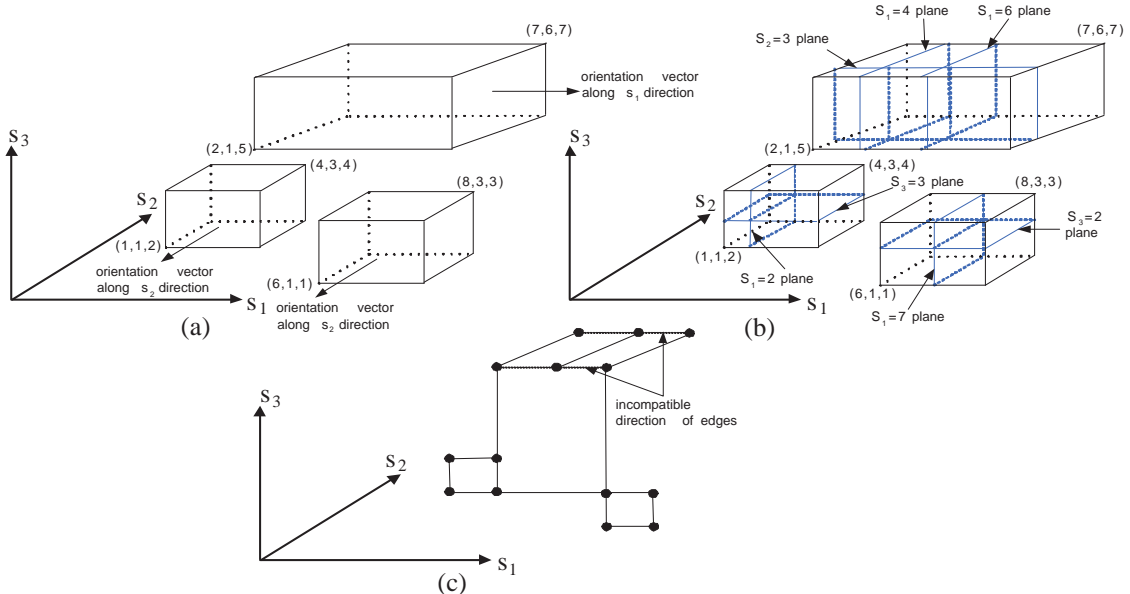 (7,6,7)
orientation vector
along s₁ direction
S₃
(2,1,5)
(4,3,4)
S₂
(8,3,3)
(1,1,2)
orientation vector
along s₂ direction
(6,1,1)
S₁
orientation vector
along s₂ direction
(a)
S₁=4 plane
S₁=6 plane
S₂=3 plane
(7,6,7)
S₃
(2,1,5)
(4,3,4)
S₃=3 plane
S₂
(8,3,3)
S₃=2
plane
(1,1,2)
S₁=2 plane
(6,1,1)
S₁
S₁=7 plane
(b)
S₃
incompatible
direction of edges
S₂
S₁
(c)